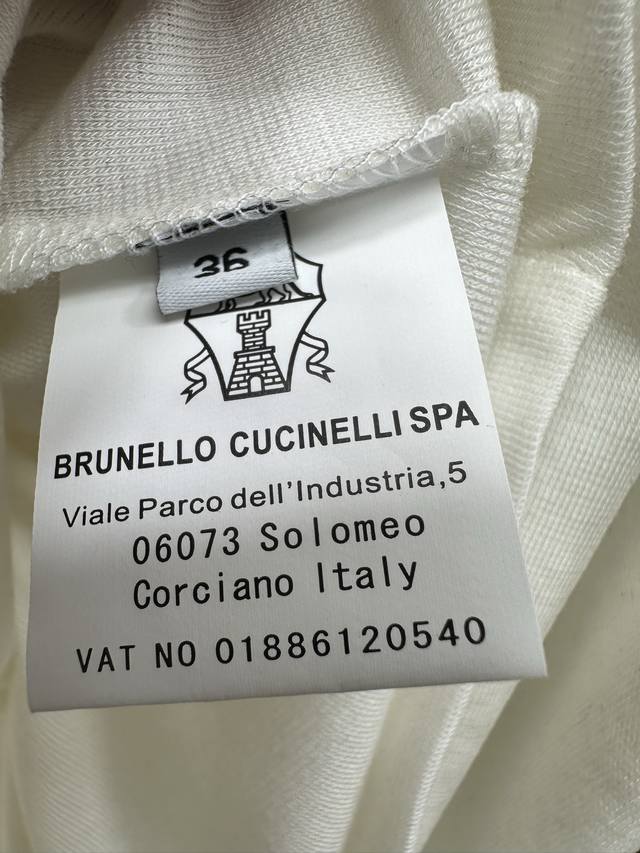 36
BRUNELLO CUCINELLI SPA
Viale Parco dell'Industria,5
06073 Solomeo
Corciano Italy
VAT NO 01886120540